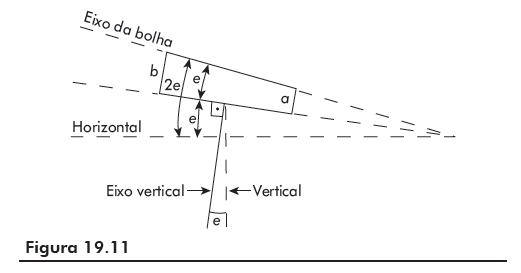 Eixo da bolha
b
2e
e
a
e
Horizontal
Eixo vertical
Vertical
e
Figura 19.11